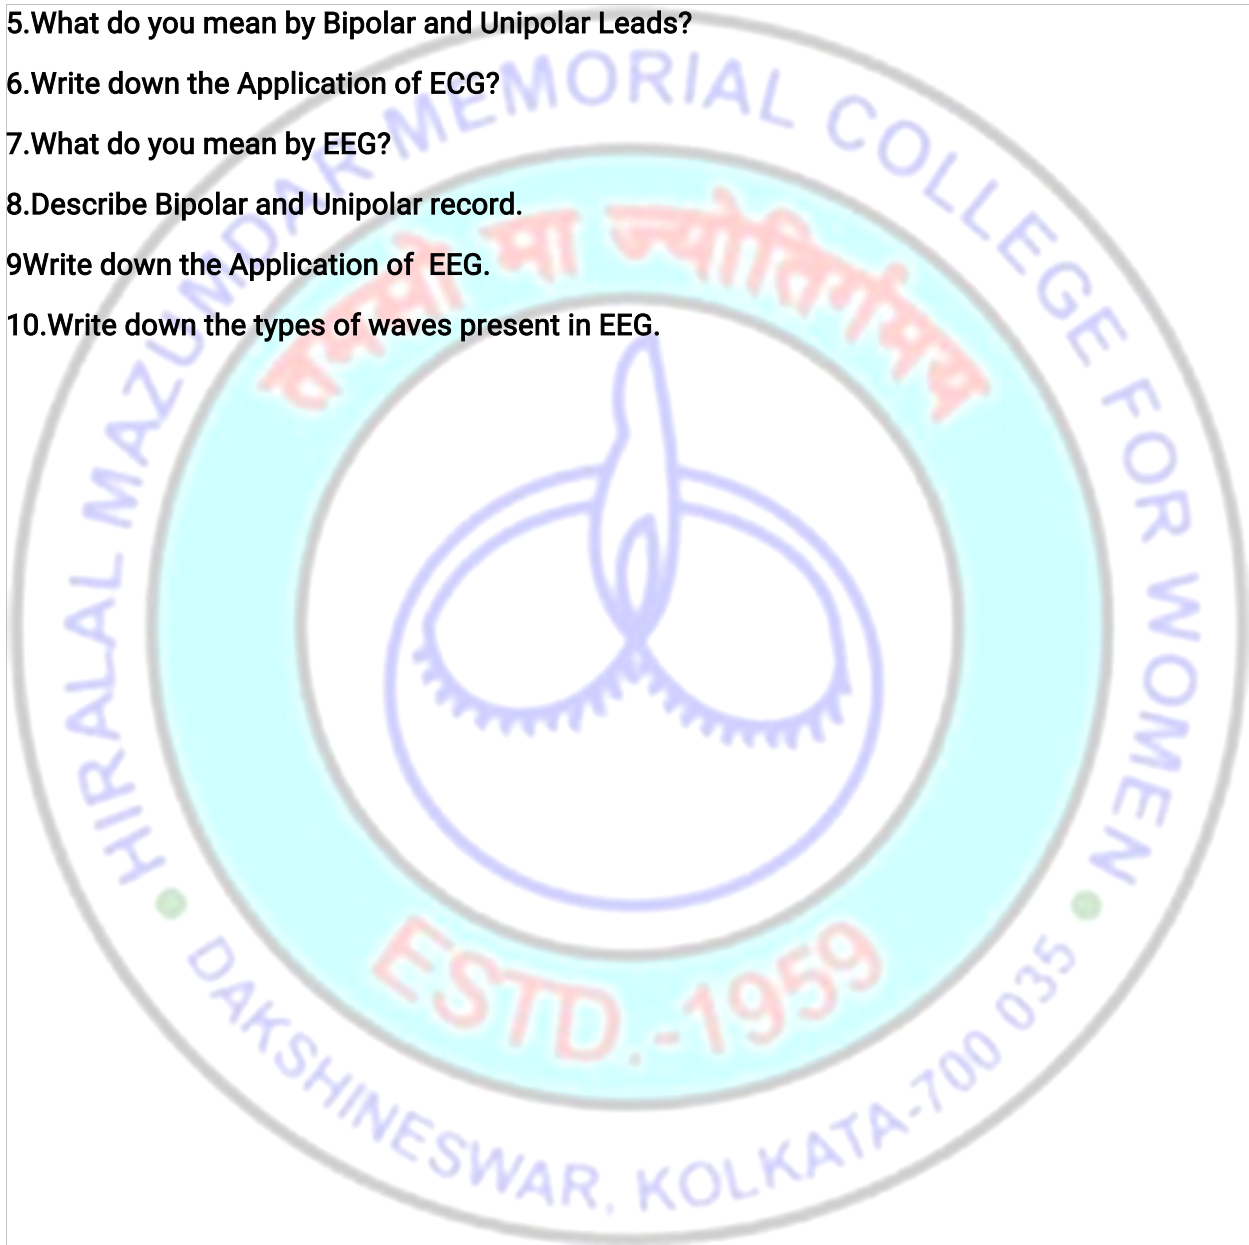 5.What do you mean by Bipolar and Unipolar Leads?
6.Write down the Application of ECG?
7.What do you mean by EEG?
8.Describe Bipolar and Unipolar record.
9Write down the Application of  EEG.
10.Write down the types of waves present in EEG.
HIRALAL MAZUMDAR MEMORIAL COLLEGE FOR WOMEN
तमसो मा ज्योतिर्गमय
ESTD.-1959
DAKSHINESWAR, KOLKATA-700 035